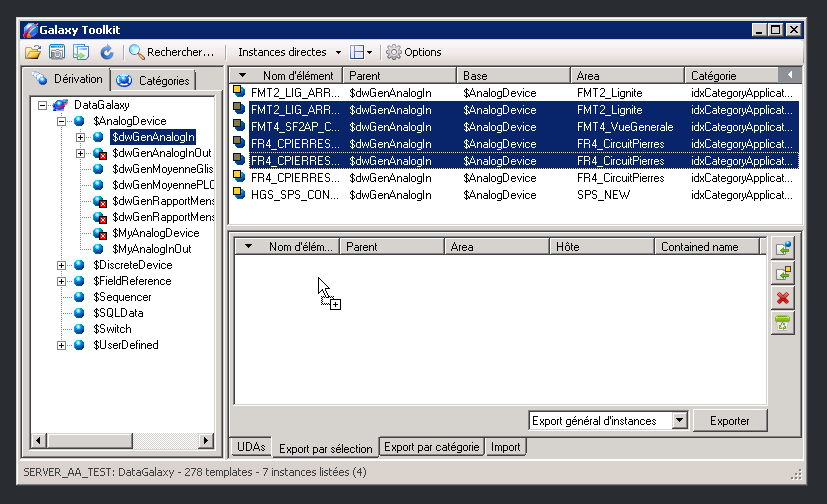 Galaxy Toolkit
Rechercher... Instances directes Options
Dérivation Catégories
DataGalaxy
$AnalogDevice
$dwGenAnalogIn
$dwGenAnalogInOut
$dwGenMoyenneGlis
$dwGenMoyennePLC
$dwGenRapportMens
$dwGenRapportMens
$MyAnalogDevice
$MyAnalogInOut
$DiscreteDevice
$FieldReference
$Sequencer
$SQLData
$Switch
$UserDefined
Nom d'élément Parent Base Area Catégorie
FMT2_LIG_ARR... $dwGenAnalogIn $AnalogDevice FMT2_Lignite idxCategoryApplicat...
FMT2_LIG_ARR... $dwGenAnalogIn $AnalogDevice FMT2_Lignite idxCategoryApplicat...
FMT4_SF2AP_C... $dwGenAnalogIn $AnalogDevice FMT4_VueGenerale idxCategoryApplicat...
FR4_CPIERRES... $dwGenAnalogIn $AnalogDevice FR4_CircuitPierres idxCategoryApplicat...
FR4_CPIERRES... $dwGenAnalogIn $AnalogDevice FR4_CircuitPierres idxCategoryApplicat...
FR4_CPIERRES... $dwGenAnalogIn $AnalogDevice FR4_CircuitPierres idxCategoryApplicat...
HGS_SPS_CON... $dwGenAnalogIn $AnalogDevice SPS_NEW idxCategoryApplicat...
Nom d'élém... Parent Area Hôte Contained name
Export général d'instances Exporter
UDAs Export par sélection Export par catégorie Import
SERVER_AA_TEST: DataGalaxy - 278 templates - 7 instances listées (4)